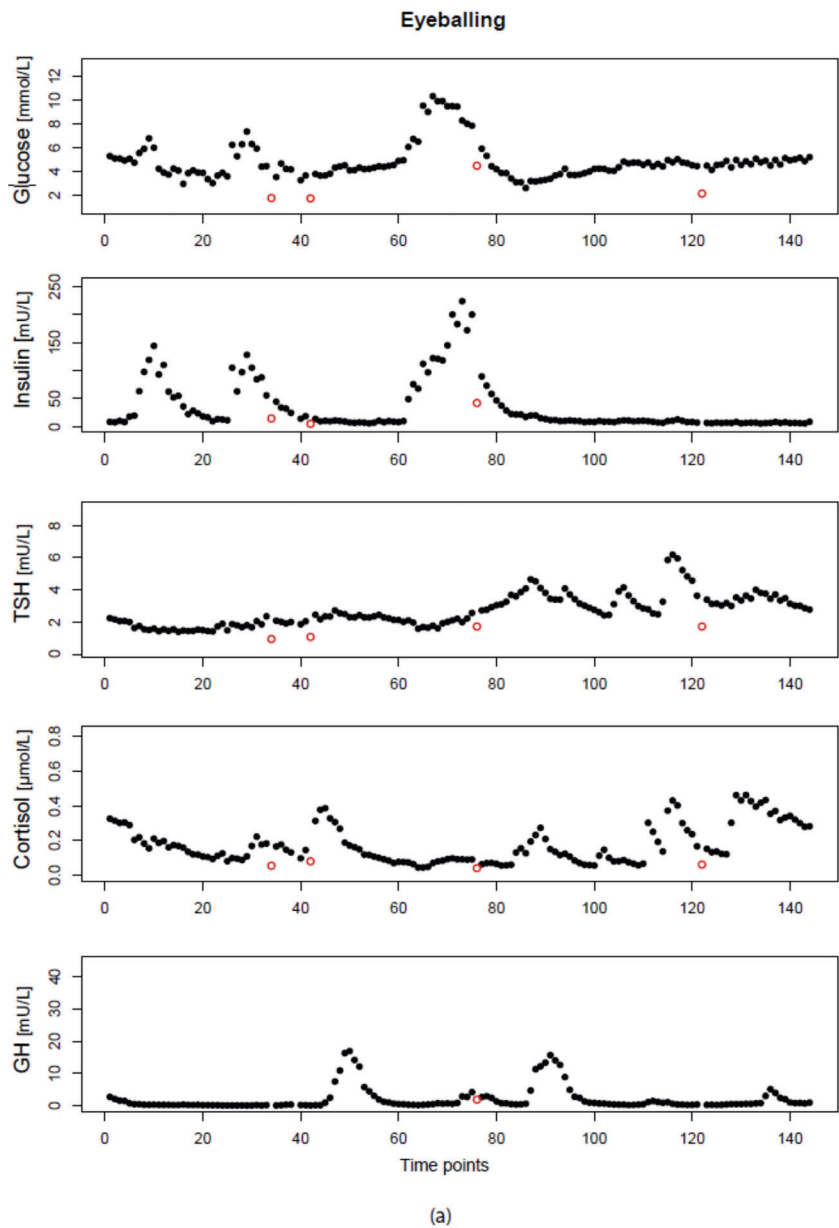 Eyeballing
Glucose [mmol/L]
12
10
8
6
4
2
0 20 40 60 80 100 120 140
Insulin [mU/L]
250
150
50
0
0 20 40 60 80 100 120 140
TSH [mU/L]
8
6
4
2
0
0 20 40 60 80 100 120 140
Cortisol [µmol/L]
0.8
0.6
0.4
0.2
0.0
0 20 40 60 80 100 120 140
GH [mU/L]
40
30
20
10
0
0 20 40 60 80 100 120 140
Time points
(a)